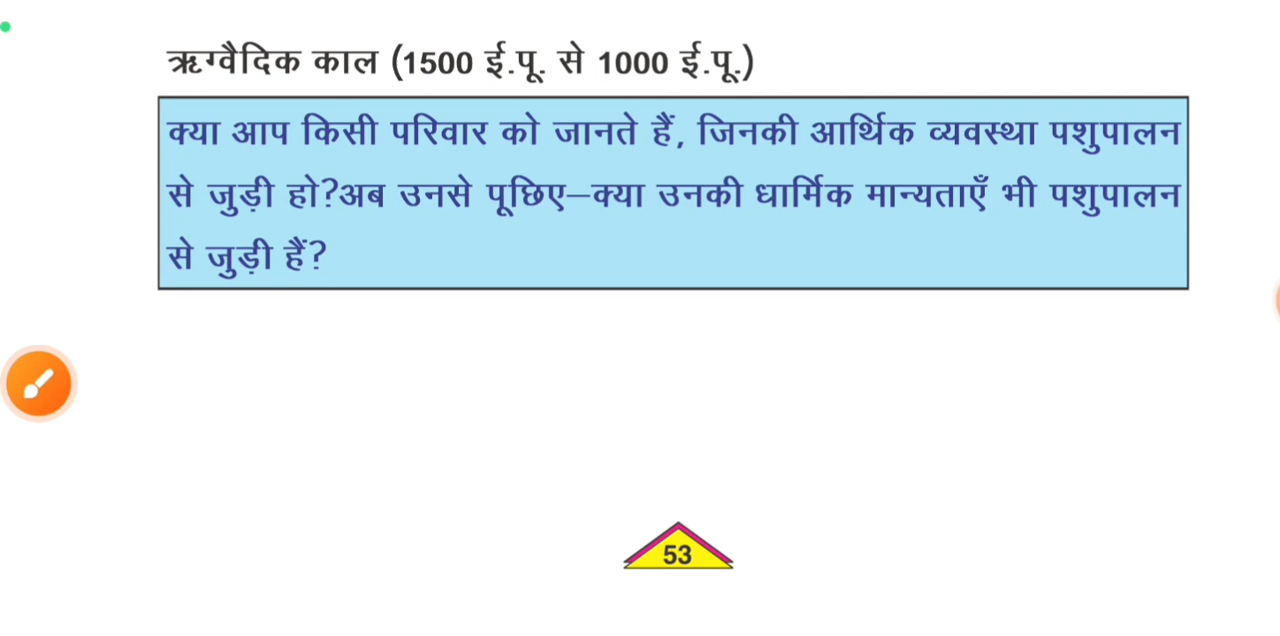 ऋग्वैदिक काल (1500 ई.पू. से 1000 ई.पू.)
क्या आप किसी परिवार को जानते हैं, जिनकी आर्थिक व्यवस्था पशुपालन
से जुड़ी हो?अब उनसे पूछिए–क्या उनकी धार्मिक मान्यताएँ भी पशुपालन
से जुड़ी हैं?
53